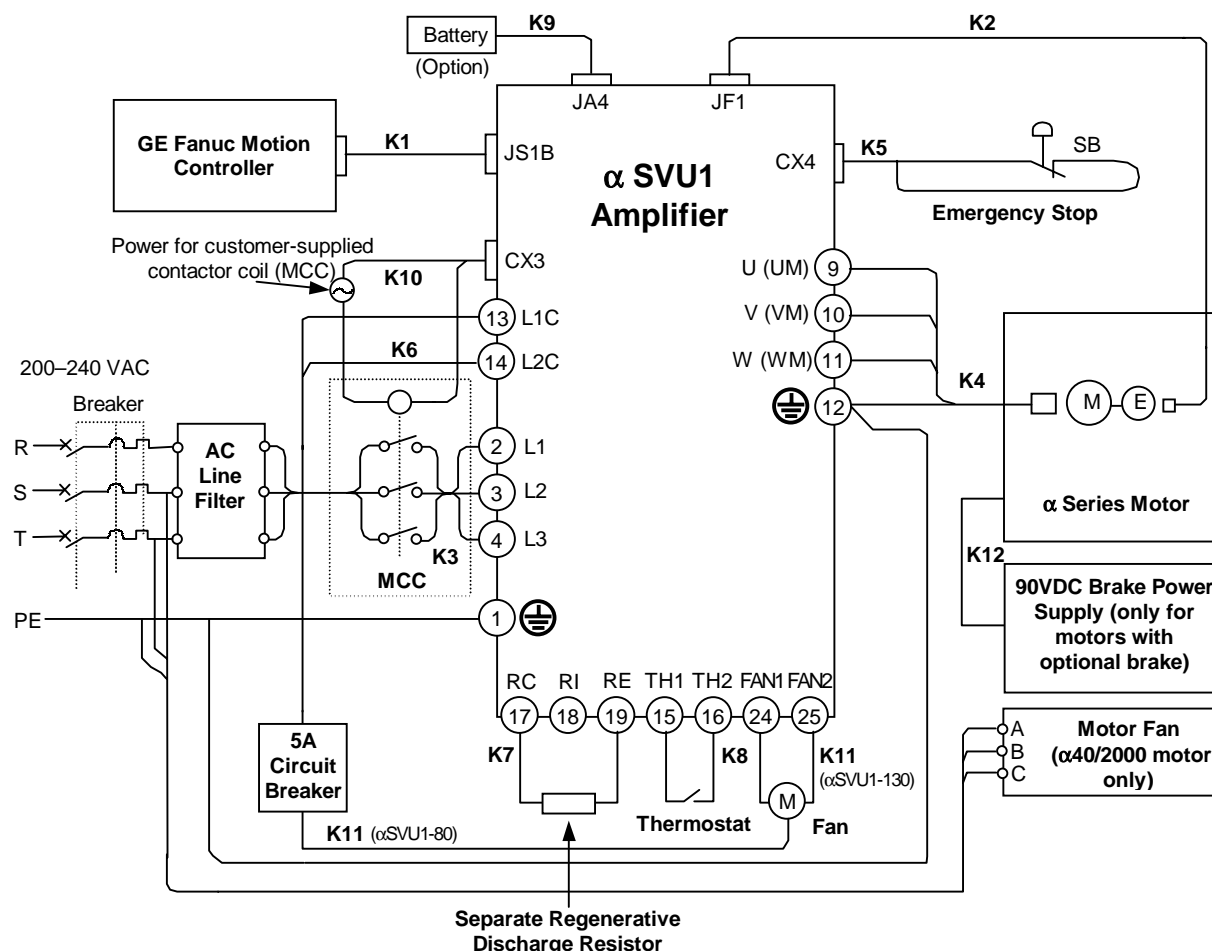 Battery
(Option)
K9
K2
JA4
JF1
GE Fanuc Motion
Controller
K1
JS1B
α SVU1
Amplifier
CX4
K5
SB
Emergency Stop
Power for customer-supplied
contactor coil (MCC)
K10
CX3
U (UM)
9
V (VM)
10
W (WM)
11
12
13
L1C
K6
14
L2C
K4
M
E
α Series Motor
200–240 VAC
Breaker
R
S
T
AC
Line
Filter
2
L1
3
L2
4
L3
K3
MCC
PE
1
K12
90VDC Brake Power
Supply (only for
motors with
optional brake)
RC
RI
RE
TH1
TH2
FAN1
FAN2
17
18
19
15
16
24
25
K7
K8
K11
(αSVU1-130)
5A
Circuit
Breaker
M
Thermostat
Fan
K11 (αSVU1-80)
A
B
C
Motor Fan
(α40/2000 motor
only)
Separate Regenerative
Discharge Resistor